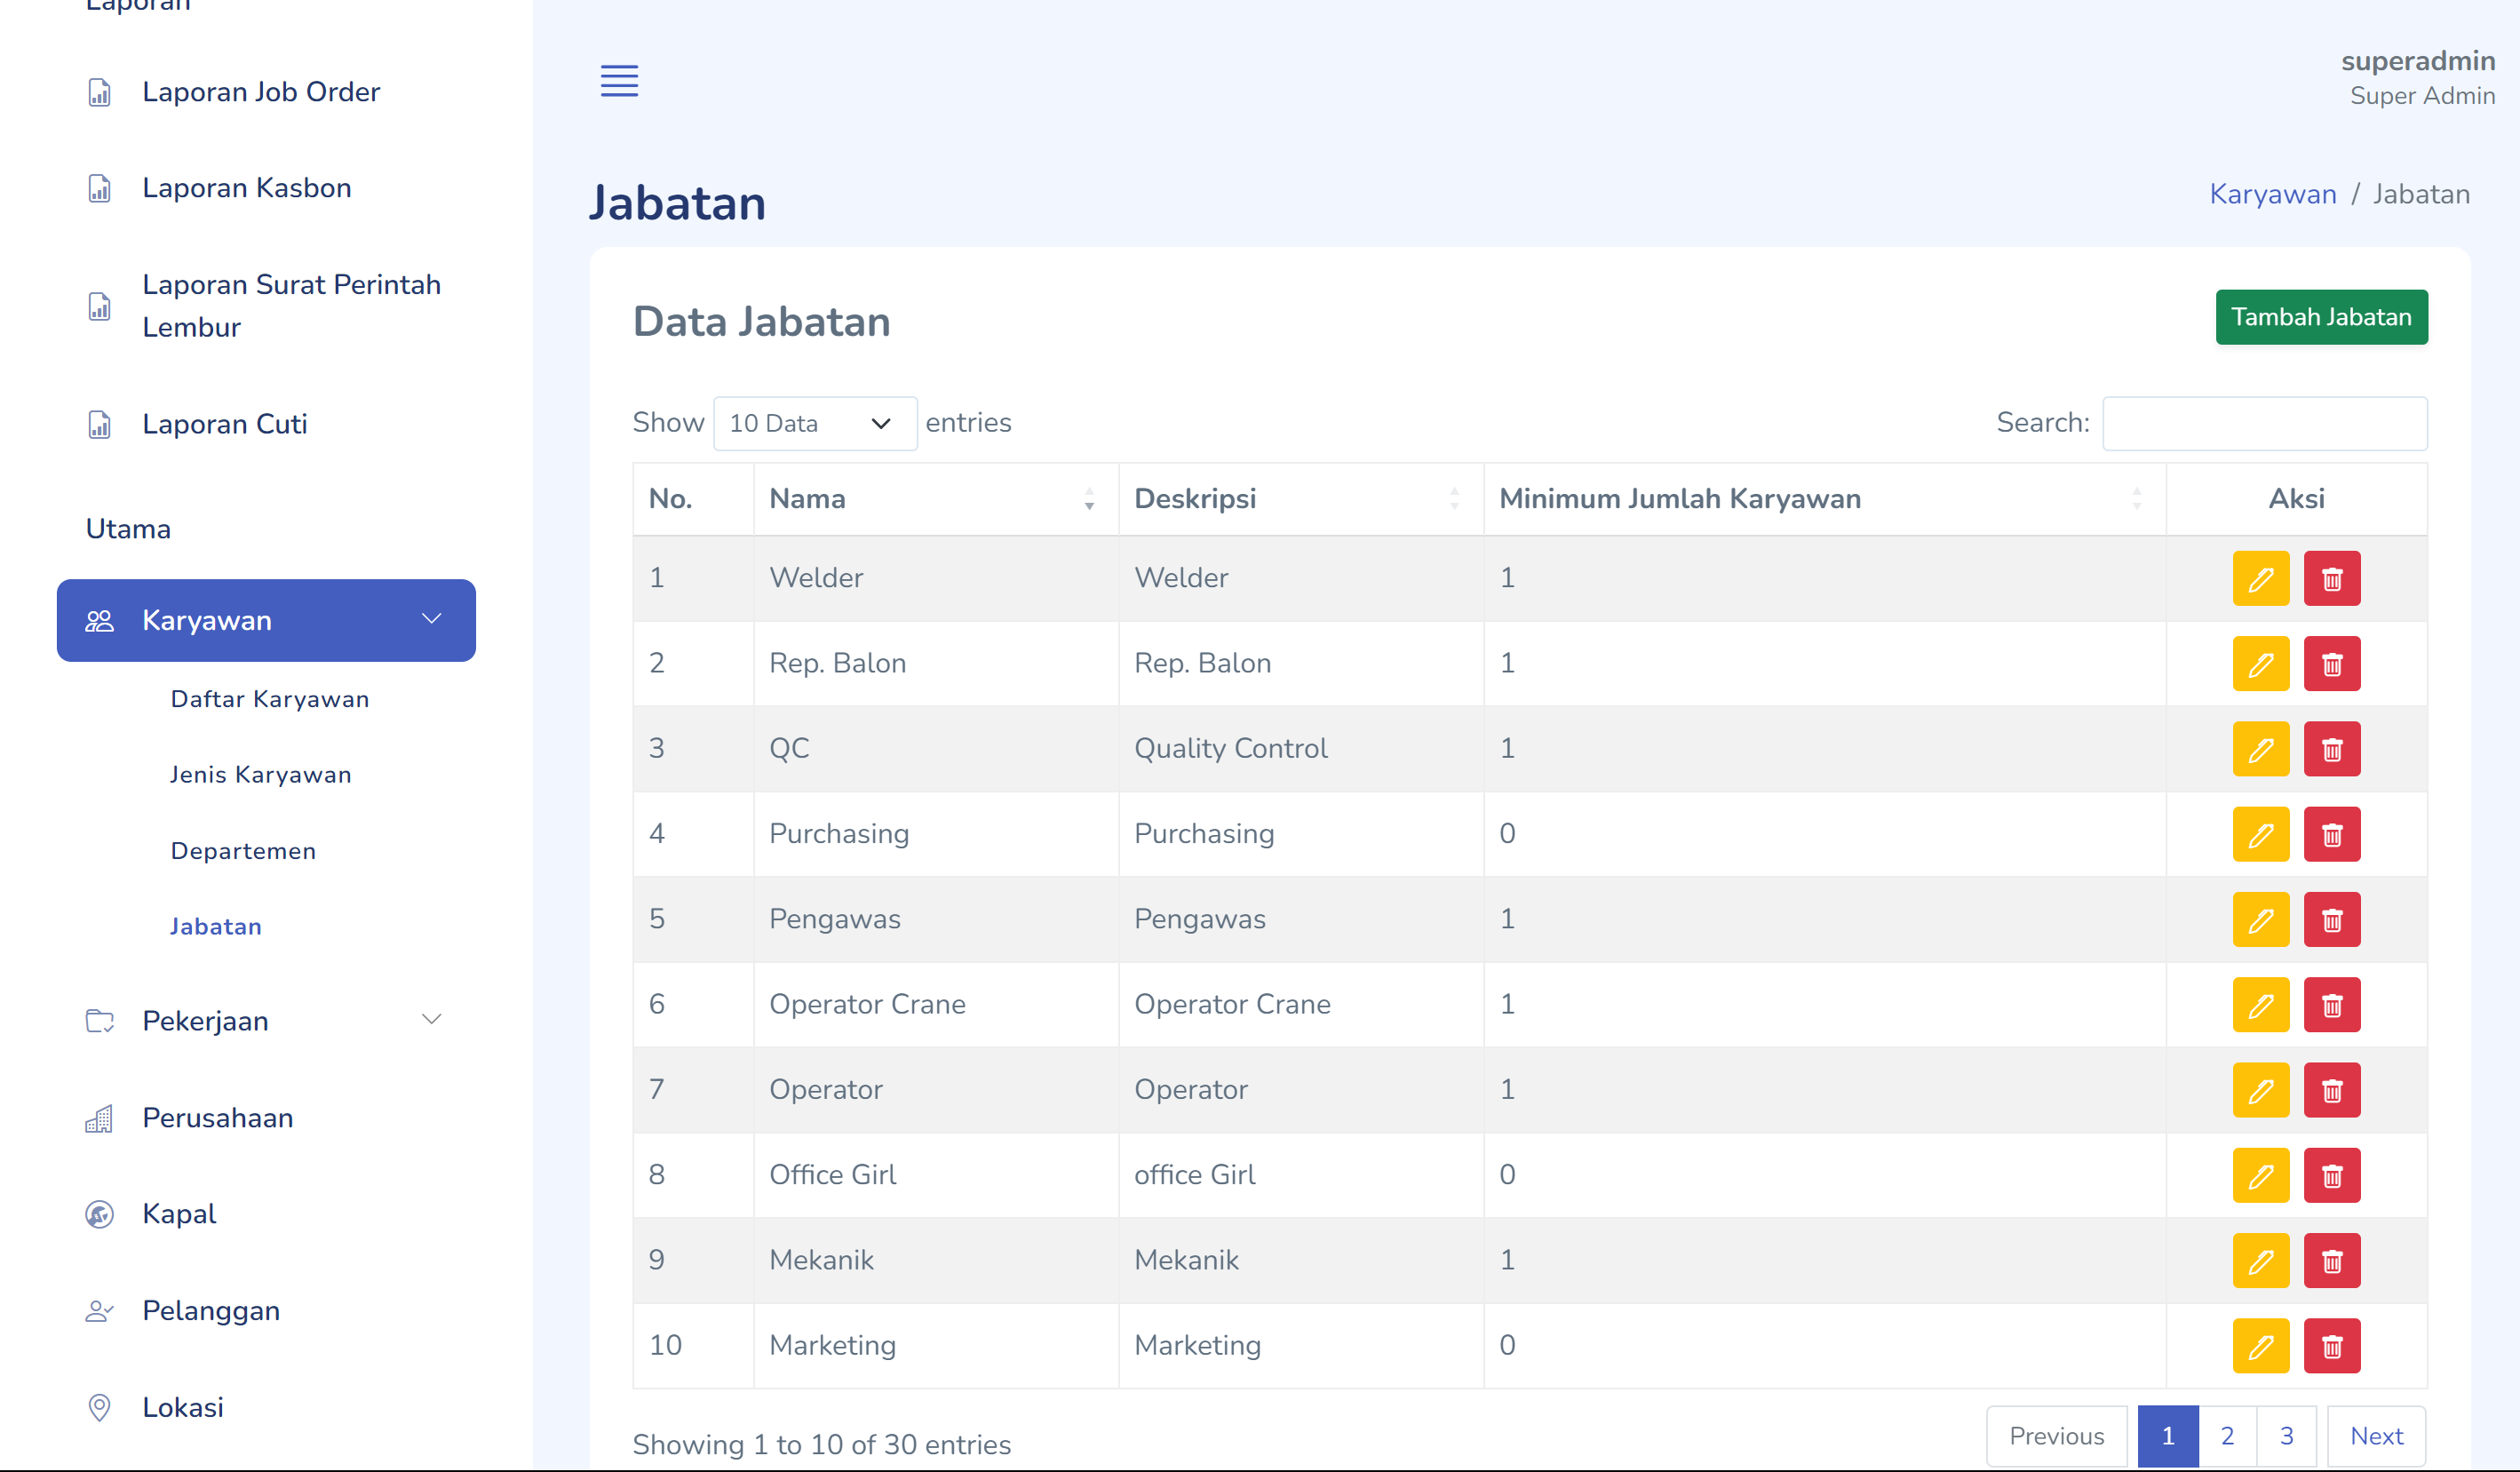 Laporan
Laporan Job Order
Laporan Kasbon
Laporan Surat Perintah
Lembur
Laporan Cuti
Utama
Karyawan
Daftar Karyawan
Jenis Karyawan
Departemen
Jabatan
Pekerjaan
Perusahaan
Kapal
Pelanggan
Lokasi
superadmin
Super Admin
Jabatan
Karyawan / Jabatan
Data Jabatan
Tambah Jabatan
Show 10 Data entries
Search:
No. Nama Deskripsi Minimum Jumlah Karyawan Aksi
1 Welder Welder 1
2 Rep. Balon Rep. Balon 1
3 QC Quality Control 1
4 Purchasing Purchasing 0
5 Pengawas Pengawas 1
6 Operator Crane Operator Crane 1
7 Operator Operator 1
8 Office Girl office Girl 0
9 Mekanik Mekanik 1
10 Marketing Marketing 0
Showing 1 to 10 of 30 entries
Previous 1 2 3 Next